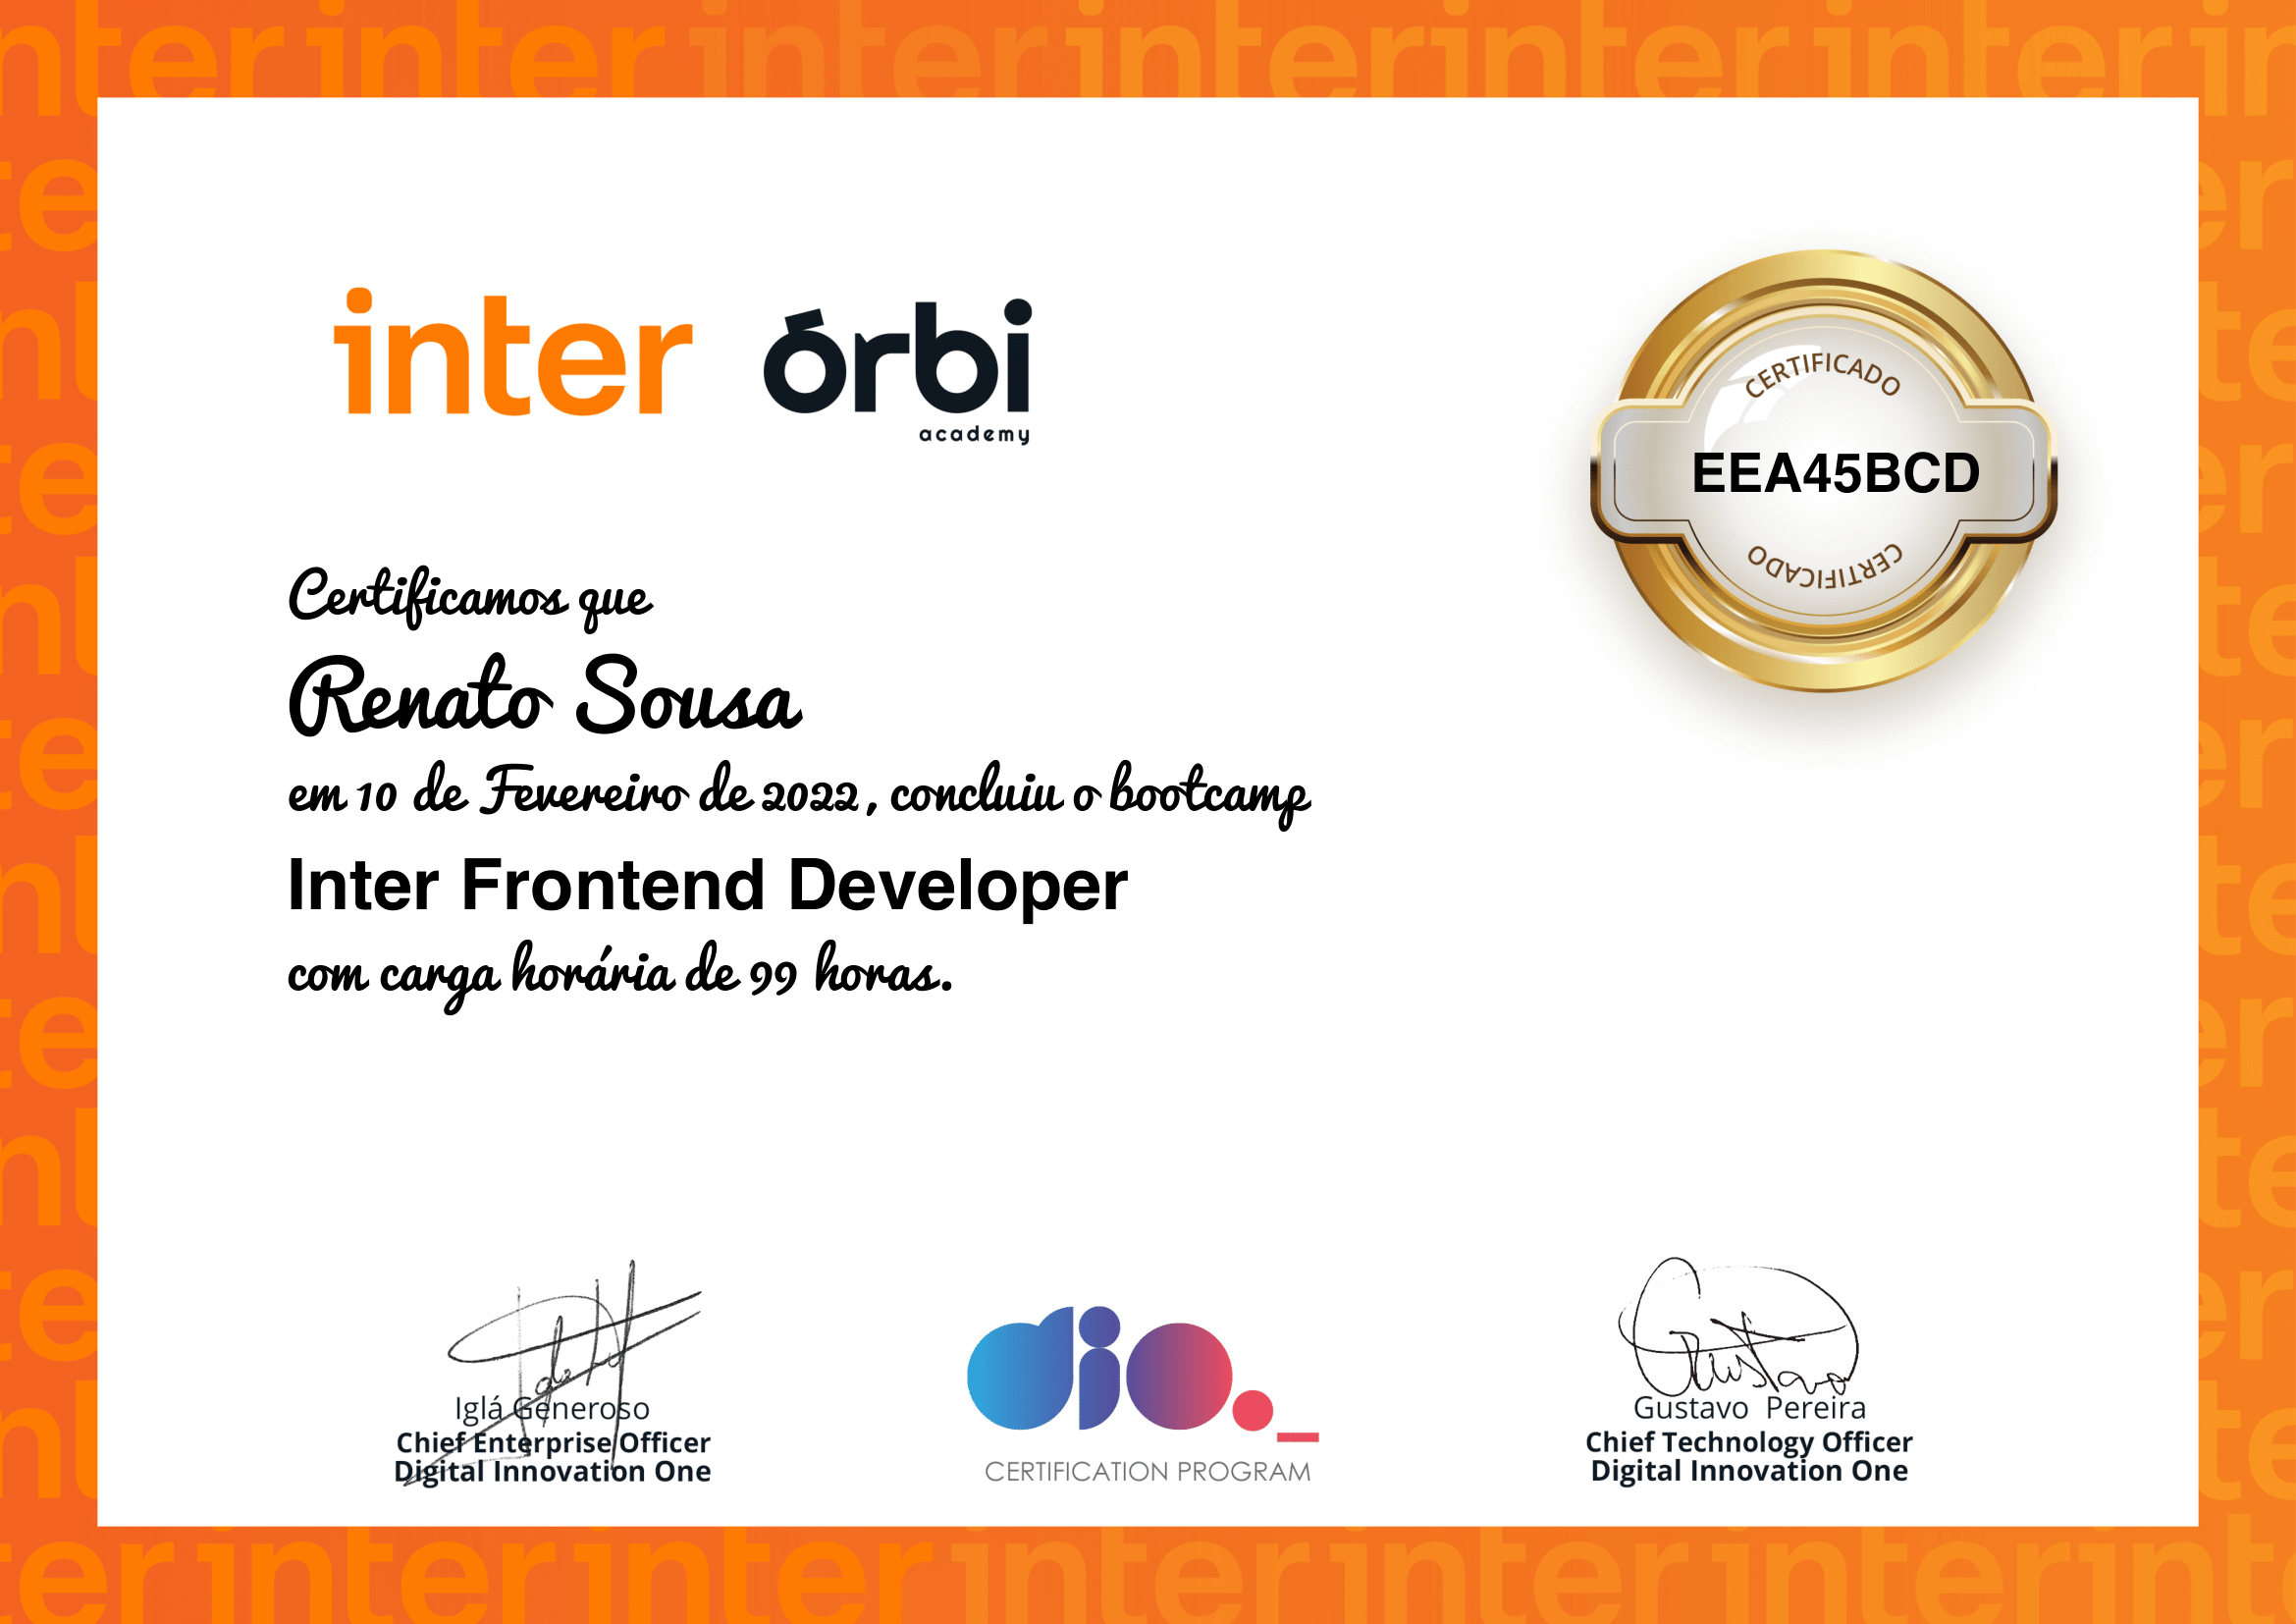 inter órbi
academy
CERTIFICADO
EEA45BCD
CERTIFICADO
Certificamos que
Renato Sousa
em 10 de Fevereiro de 2022, concluiu o bootcamp
Inter Frontend Developer
com carga horária de 99 horas.
Iglá Generoso
Chief Enterprise Officer
Digital Innovation One
dio._
CERTIFICATION PROGRAM
Gustavo
Gustavo Pereira
Chief Technology Officer
Digital Innovation One